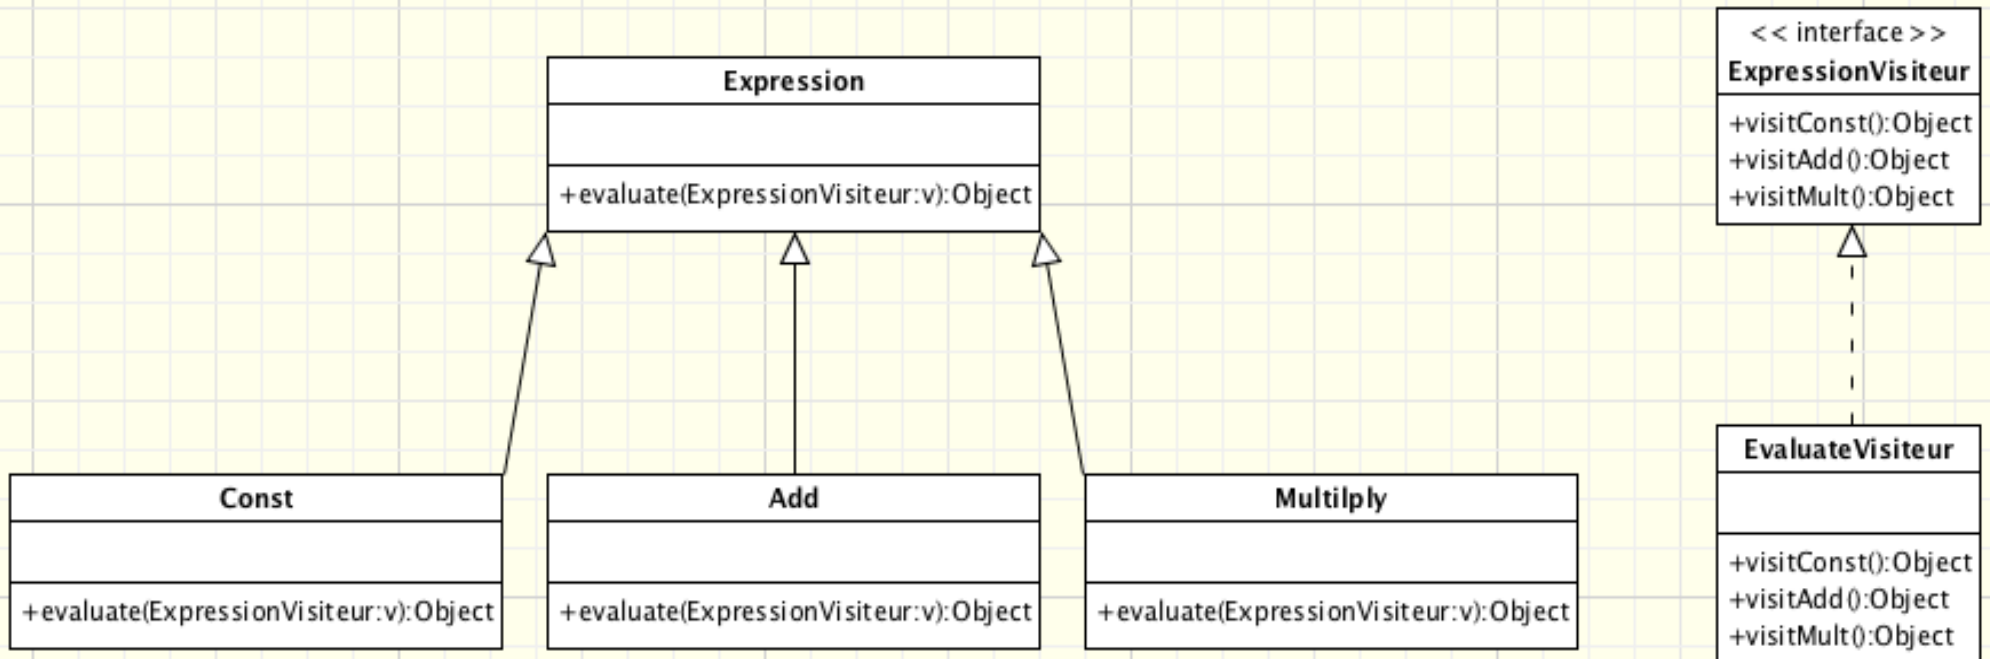 Expression
+evaluate(ExpressionVisiteur:v):Object
<< interface >>
ExpressionVisiteur
+visitConst():Object
+visitAdd():Object
+visitMult():Object
Const
+evaluate(ExpressionVisiteur:v):Object
Add
+evaluate(ExpressionVisiteur:v):Object
Multilply
+evaluate(ExpressionVisiteur:v):Object
EvaluateVisiteur
+visitConst():Object
+visitAdd():Object
+visitMult():Object